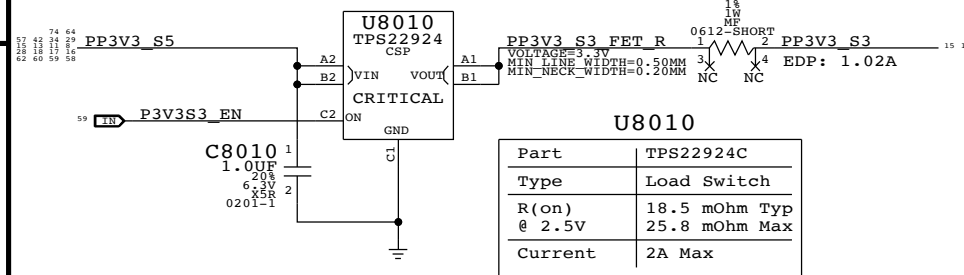 74 64
57 42 34 29
15 13 11 8
28 18 17 16
62 60 59 58
PP3V3_S5
U8010
TPS22924
CSP
A2
B2
VIN
VOUT
A1
B1
CRITICAL
C2
ON
GND
C1
59
IN
P3V3S3_EN
C8010
1.0UF
20%
6.3V
X5R
0201-1
1
2
PP3V3_S3_FET_R
VOLTAGE=3.3V
MIN_LINE_WIDTH=0.50MM
MIN_NECK_WIDTH=0.20MM
1%
1W
MF
0612-SHORT
1
2
3
4
NC
NC
PP3V3_S3
EDP: 1.02A
15
U8010
Part TPS22924C
Type Load Switch
R(on) 18.5 mOhm Typ
@ 2.5V 25.8 mOhm Max
Current 2A Max